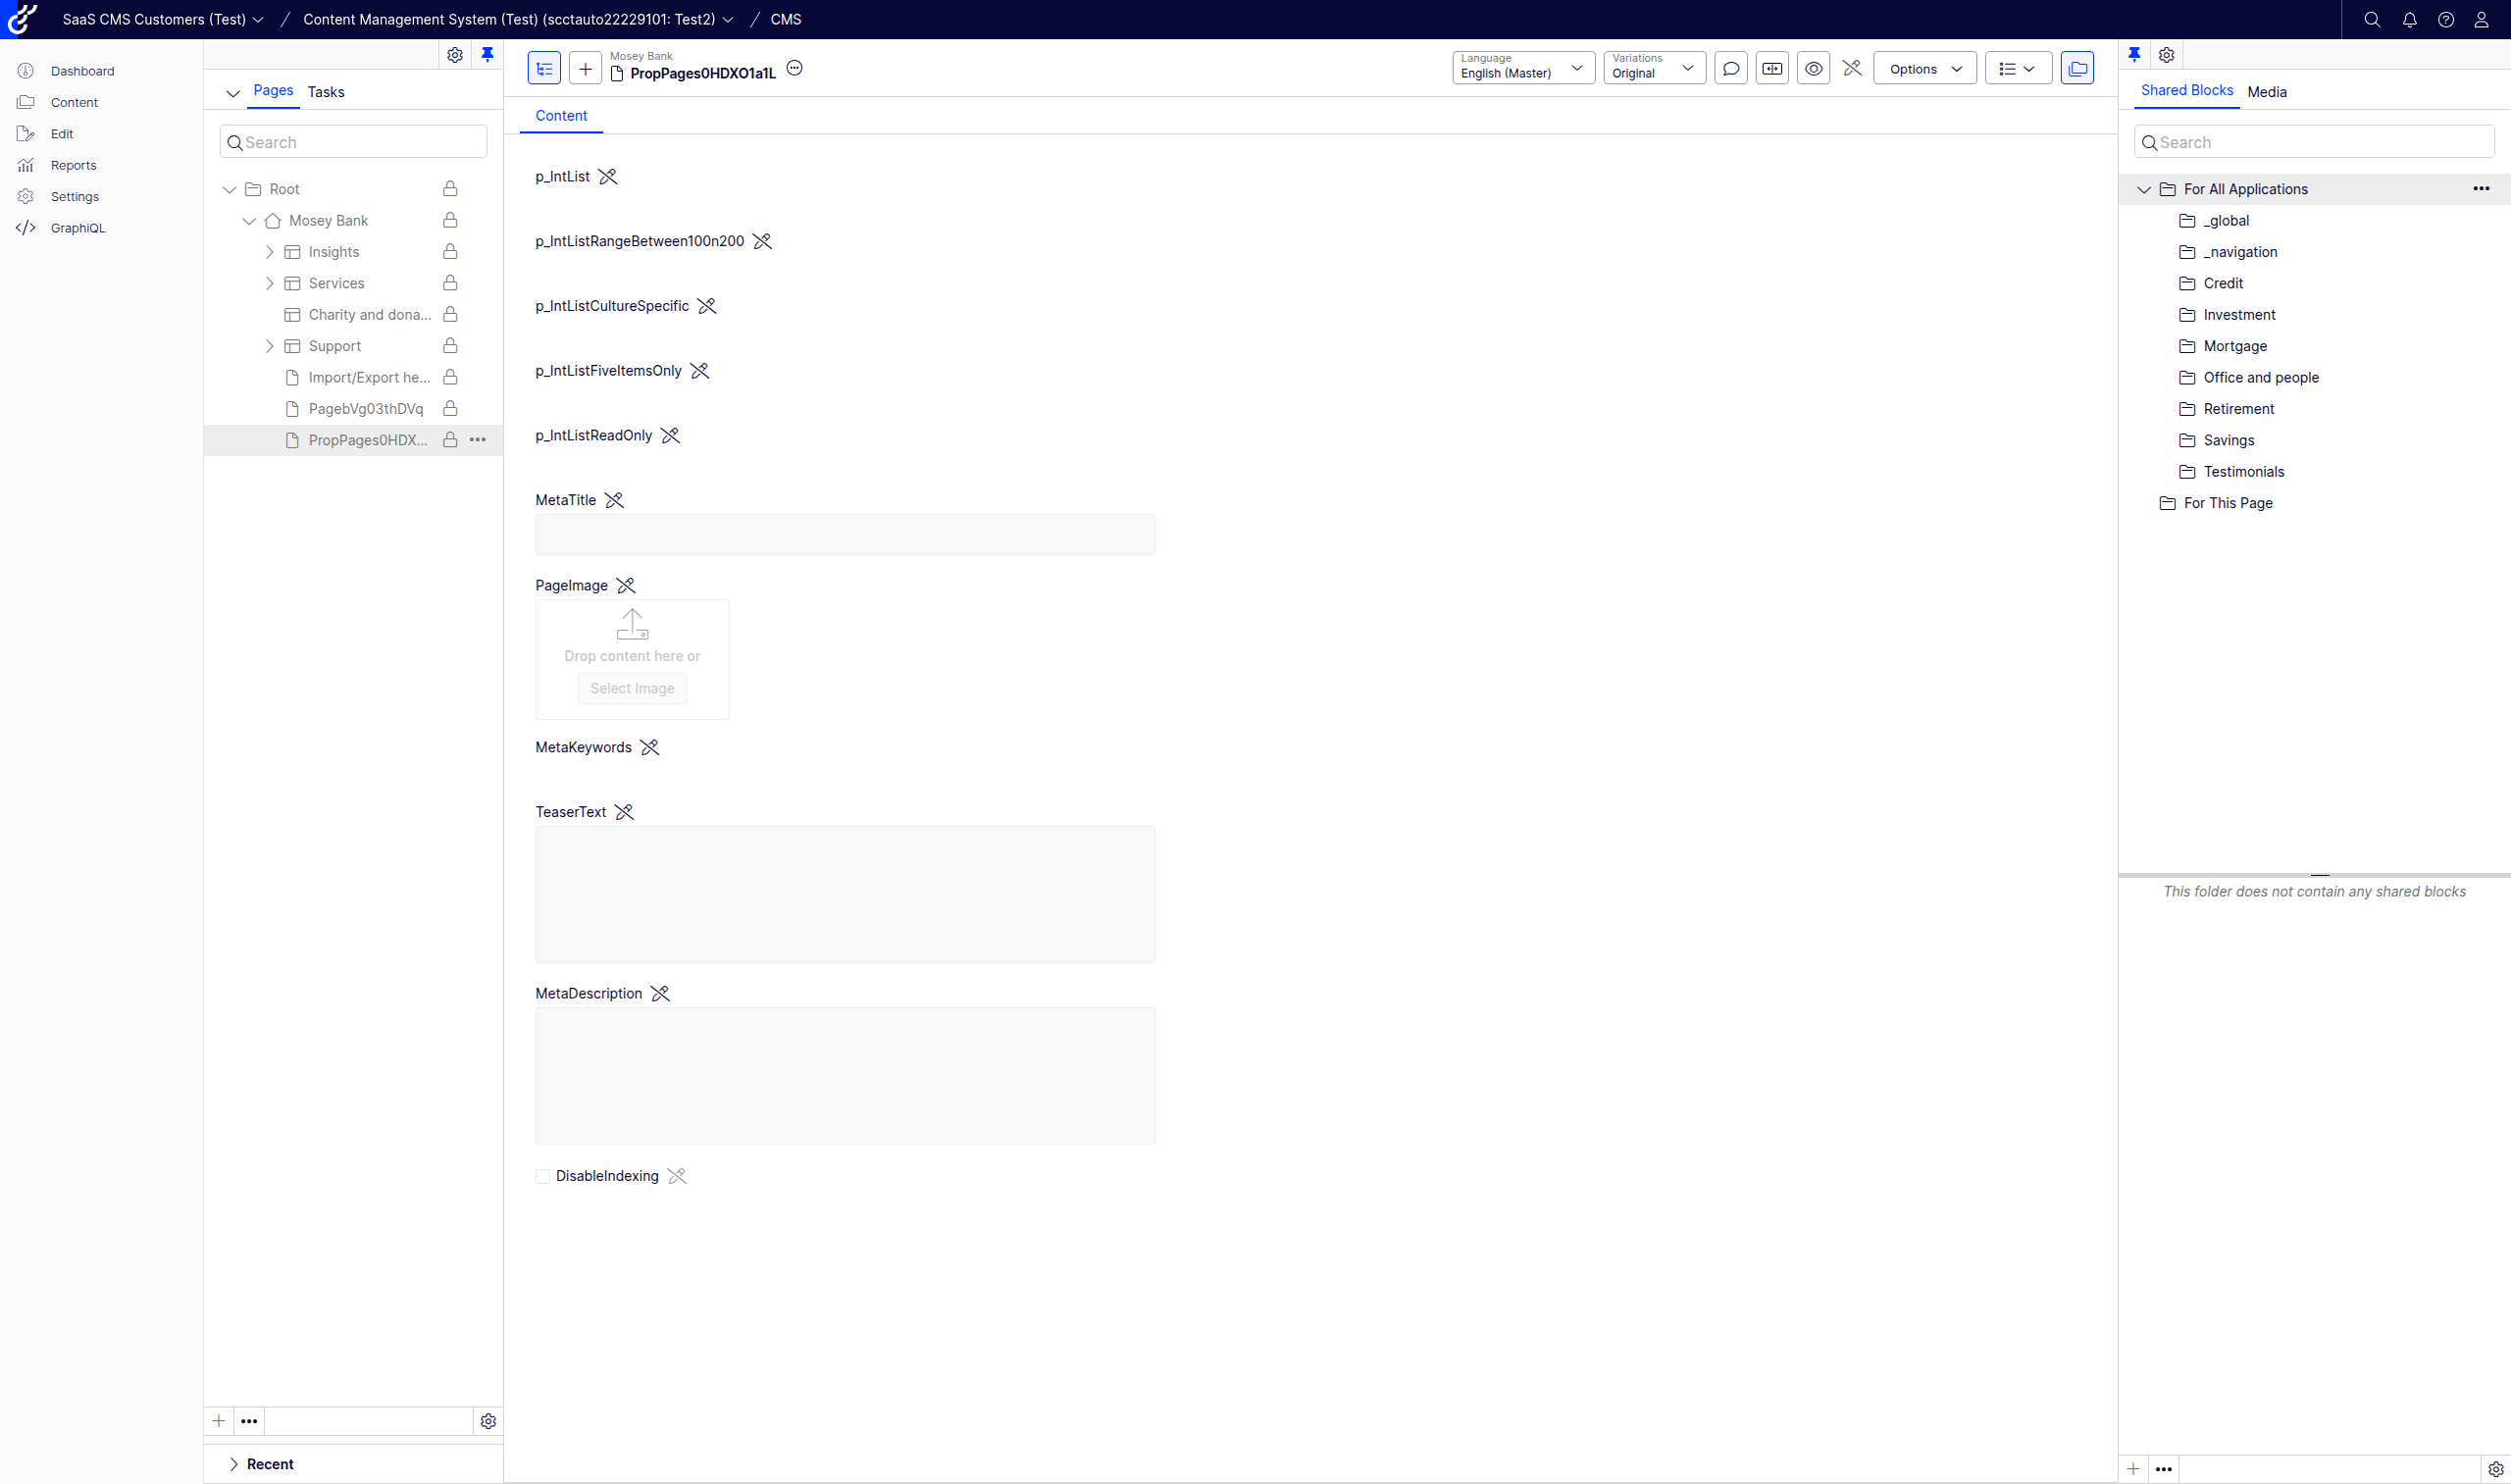 SaaS CMS Customers (Test) / Content Management System (Test) (scctauto22229101: Test2) / CMS
Dashboard
Content
Edit
Reports
Settings
GraphiQL
Pages Tasks
Search
Root
Mosey Bank
Insights
Services
Charity and dona...
Support
Import/Export he...
PagebVg03thDVq
PropPages0HDX...
Recent
Mosey Bank
PropPages0HDXO1a1L
Language
English (Master)
Variations
Original
Options
Content
p_IntList
p_IntListRangeBetween100n200
p_IntListCultureSpecific
p_IntListFiveItemsOnly
p_IntListReadOnly
MetaTitle
PageImage
Drop content here or
Select Image
MetaKeywords
TeaserText
MetaDescription
DisableIndexing
Shared Blocks Media
Search
For All Applications
_global
_navigation
Credit
Investment
Mortgage
Office and people
Retirement
Savings
Testimonials
For This Page
This folder does not contain any shared blocks